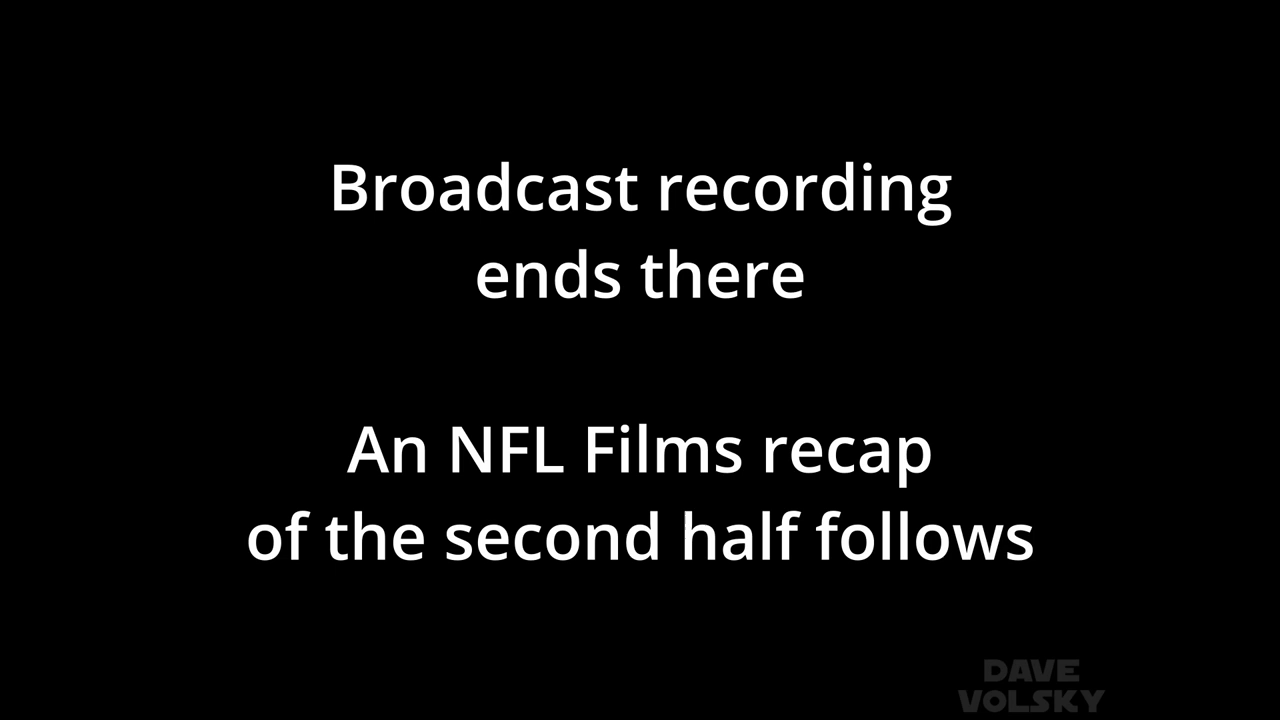 Broadcast recording
ends there
An NFL Films recap
of the second half follows
DAVE
VOLSKY